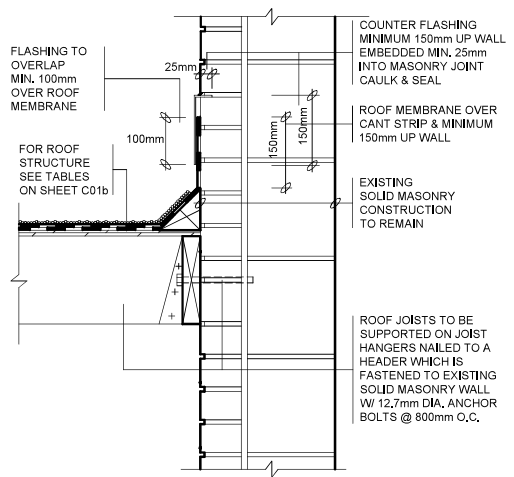 FLASHING TO
OVERLAP
MIN. 100mm
OVER ROOF
MEMBRANE
FOR ROOF
STRUCTURE
SEE TABLES
ON SHEET C01b
25mm
100mm
150mm
150mm
COUNTER FLASHING
MINIMUM 150mm UP WALL
EMBEDDED MIN. 25mm
INTO MASONRY JOINT
CAULK & SEAL
ROOF MEMBRANE OVER
CANT STRIP & MINIMUM
150mm UP WALL
EXISTING
SOLID MASONRY
CONSTRUCTION
TO REMAIN
ROOF JOISTS TO BE
SUPPORTED ON JOIST
HANGERS NAILED TO A
HEADER WHICH IS
FASTENED TO EXISTING
SOLID MASONRY WALL
W/ 12.7mm DIA. ANCHOR
BOLTS @ 800mm O.C.